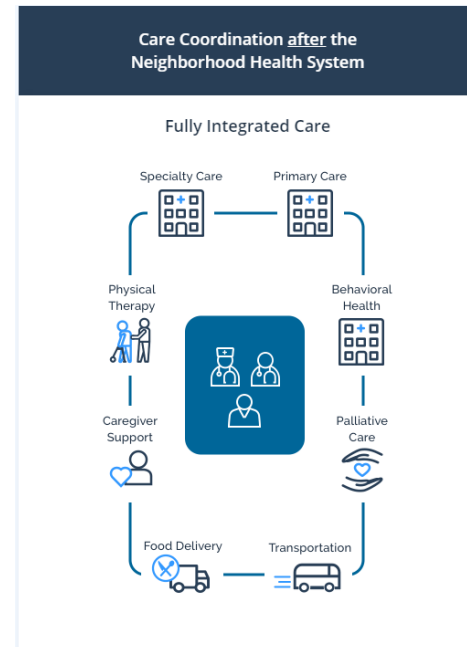 Care Coordination after the
Neighborhood Health System
Fully Integrated Care
Specialty Care
Primary Care
Physical
Therapy
Behavioral
Health
Caregiver
Support
Palliative
Care
Food Delivery
Transportation